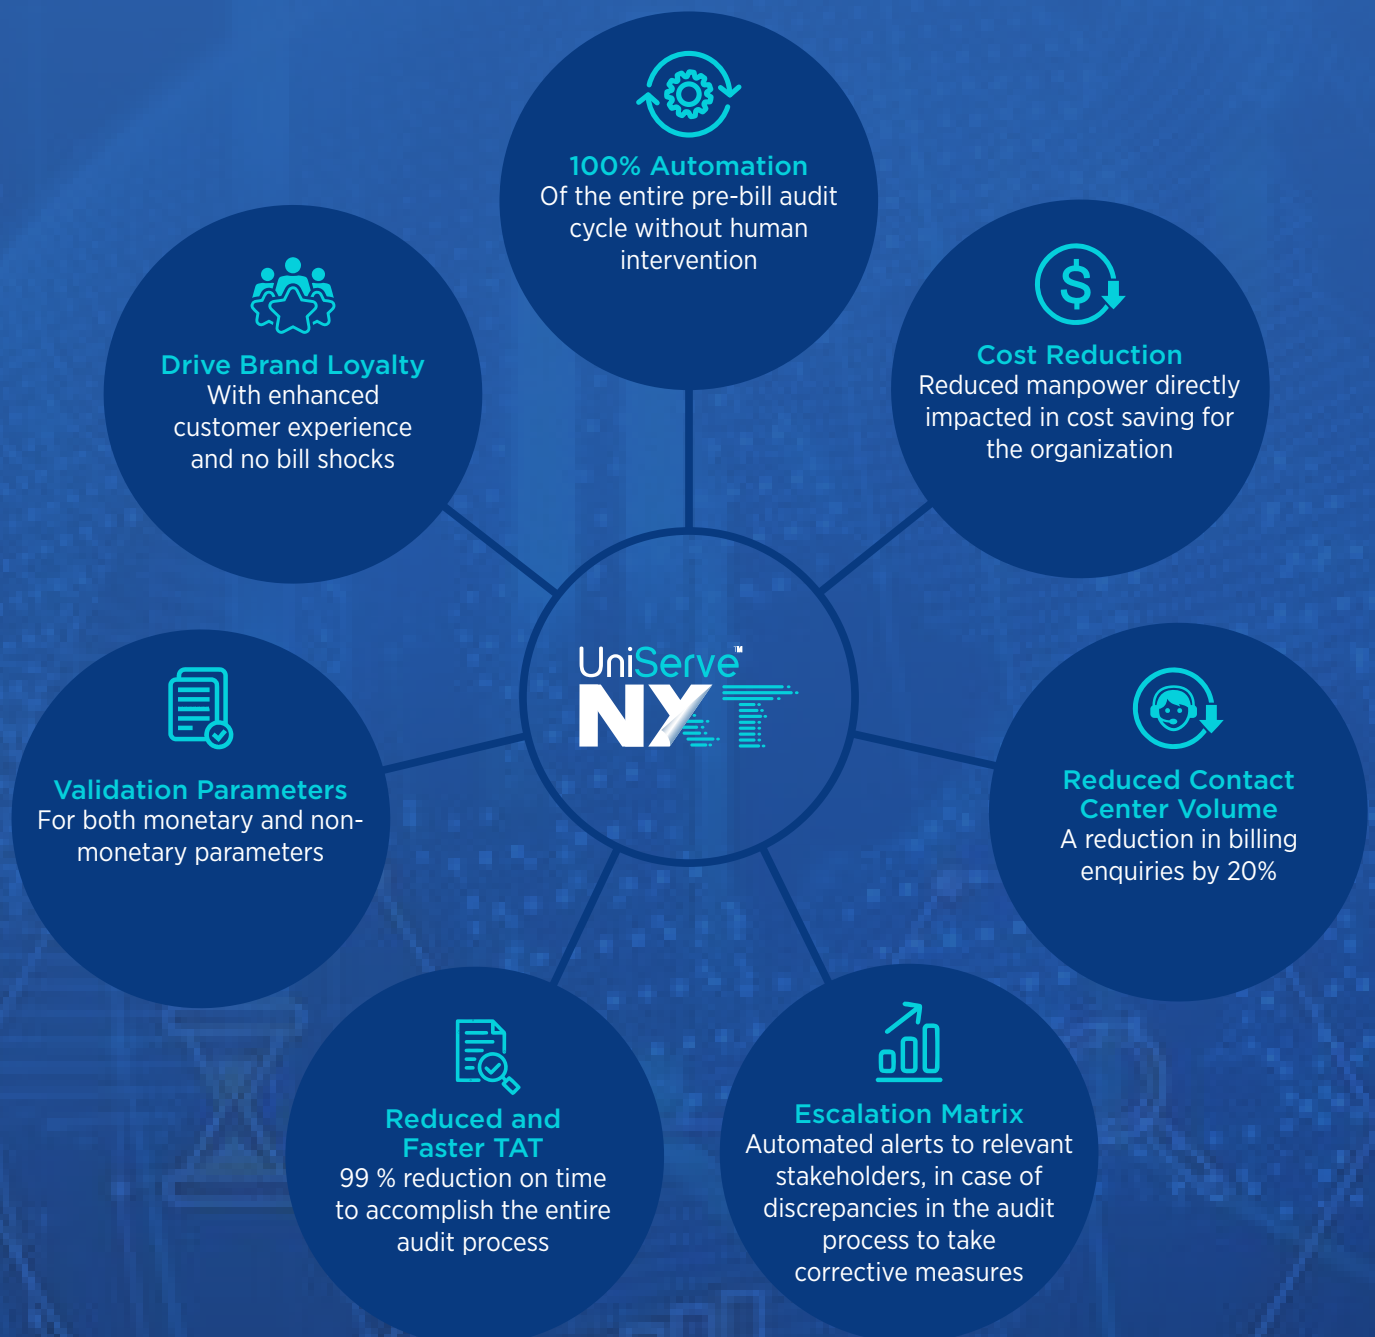 100% Automation
Of the entire pre-bill audit
cycle without human
intervention
Drive Brand Loyalty
With enhanced
customer experience
and no bill shocks
Cost Reduction
Reduced manpower directly
impacted in cost saving for
the organization
UniServe™
NXT
Validation Parameters
For both monetary and non-
monetary parameters
Reduced Contact
Center Volume
A reduction in billing
enquiries by 20%
Reduced and
Faster TAT
99 % reduction on time
to accomplish the entire
audit process
Escalation Matrix
Automated alerts to relevant
stakeholders, in case of
discrepancies in the audit
process to take
corrective measures